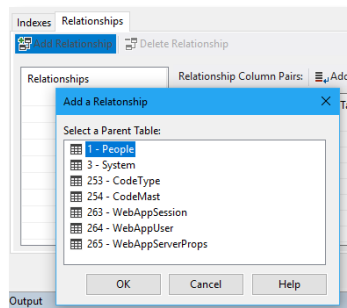 Indexes Relationships
Add Relationship Delete Relationship
Relationships Relationship Column Pairs: Add
Add a Relatonship
Select a Parent Table:
1 - People
3 - System
253 - CodeType
254 - CodeMast
263 - WebAppSession
264 - WebAppUser
265 - WebAppServerProps
OK Cancel Help
Output